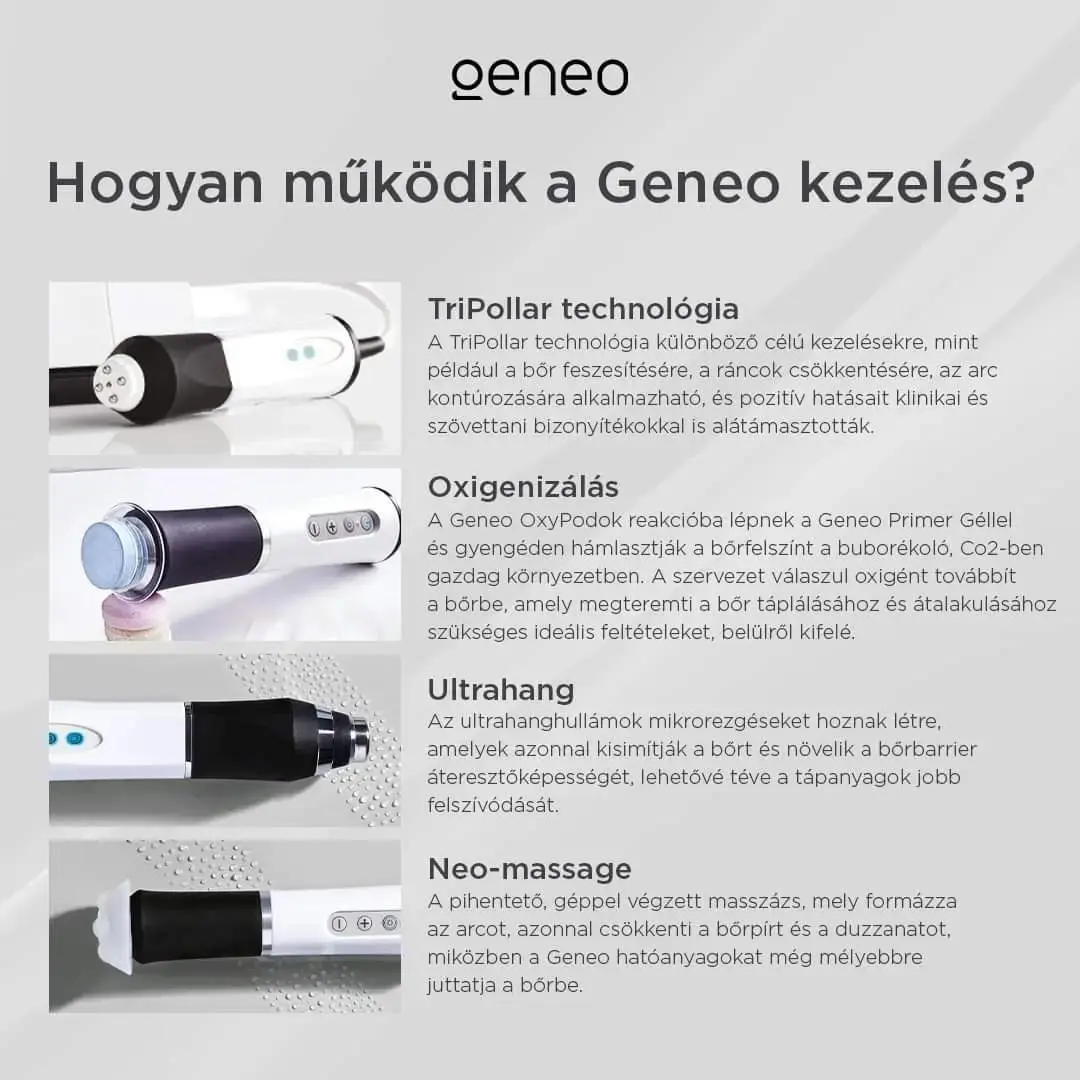 geneo
Hogyan működik a Geneo kezelés?
TriPollar technológia
A TriPollar technológia különböző célú kezelésekre, mint
például a bőr feszesítésére, a ráncok csökkentésére, az arc
kontúrozására alkalmazható, és pozitív hatásait klinikai és
szövettani bizonyítékokkal is alátámasztották.
Oxigenizálás
A Geneo OxyPodok reakcióba lépnek a Geneo Primer Géllel
és gyengéden hámlasztják a bőrfelszínt a buborékoló, Co2-ben
gazdag környezetben. A szervezet válaszul oxigént továbbít
a bőrbe, amely megteremti a bőr táplálásához és átalakulásához
szükséges ideális feltételeket, belülről kifelé.
Ultrahang
Az ultrahanghullámok mikrorezgéseket hoznak létre,
amelyek azonnal kisimítják a bőrt és növelik a bőrbarrier
áteresztőképességét, lehetővé téve a tápanyagok jobb
felszívódását.
Neo-massage
A pihentető, géppel végzett masszázs, mely formázza
az arcot, azonnal csökkenti a bőrpírt és a duzzanatot,
miközben a Geneo hatóanyagokat még mélyebbre
juttatja a bőrbe.